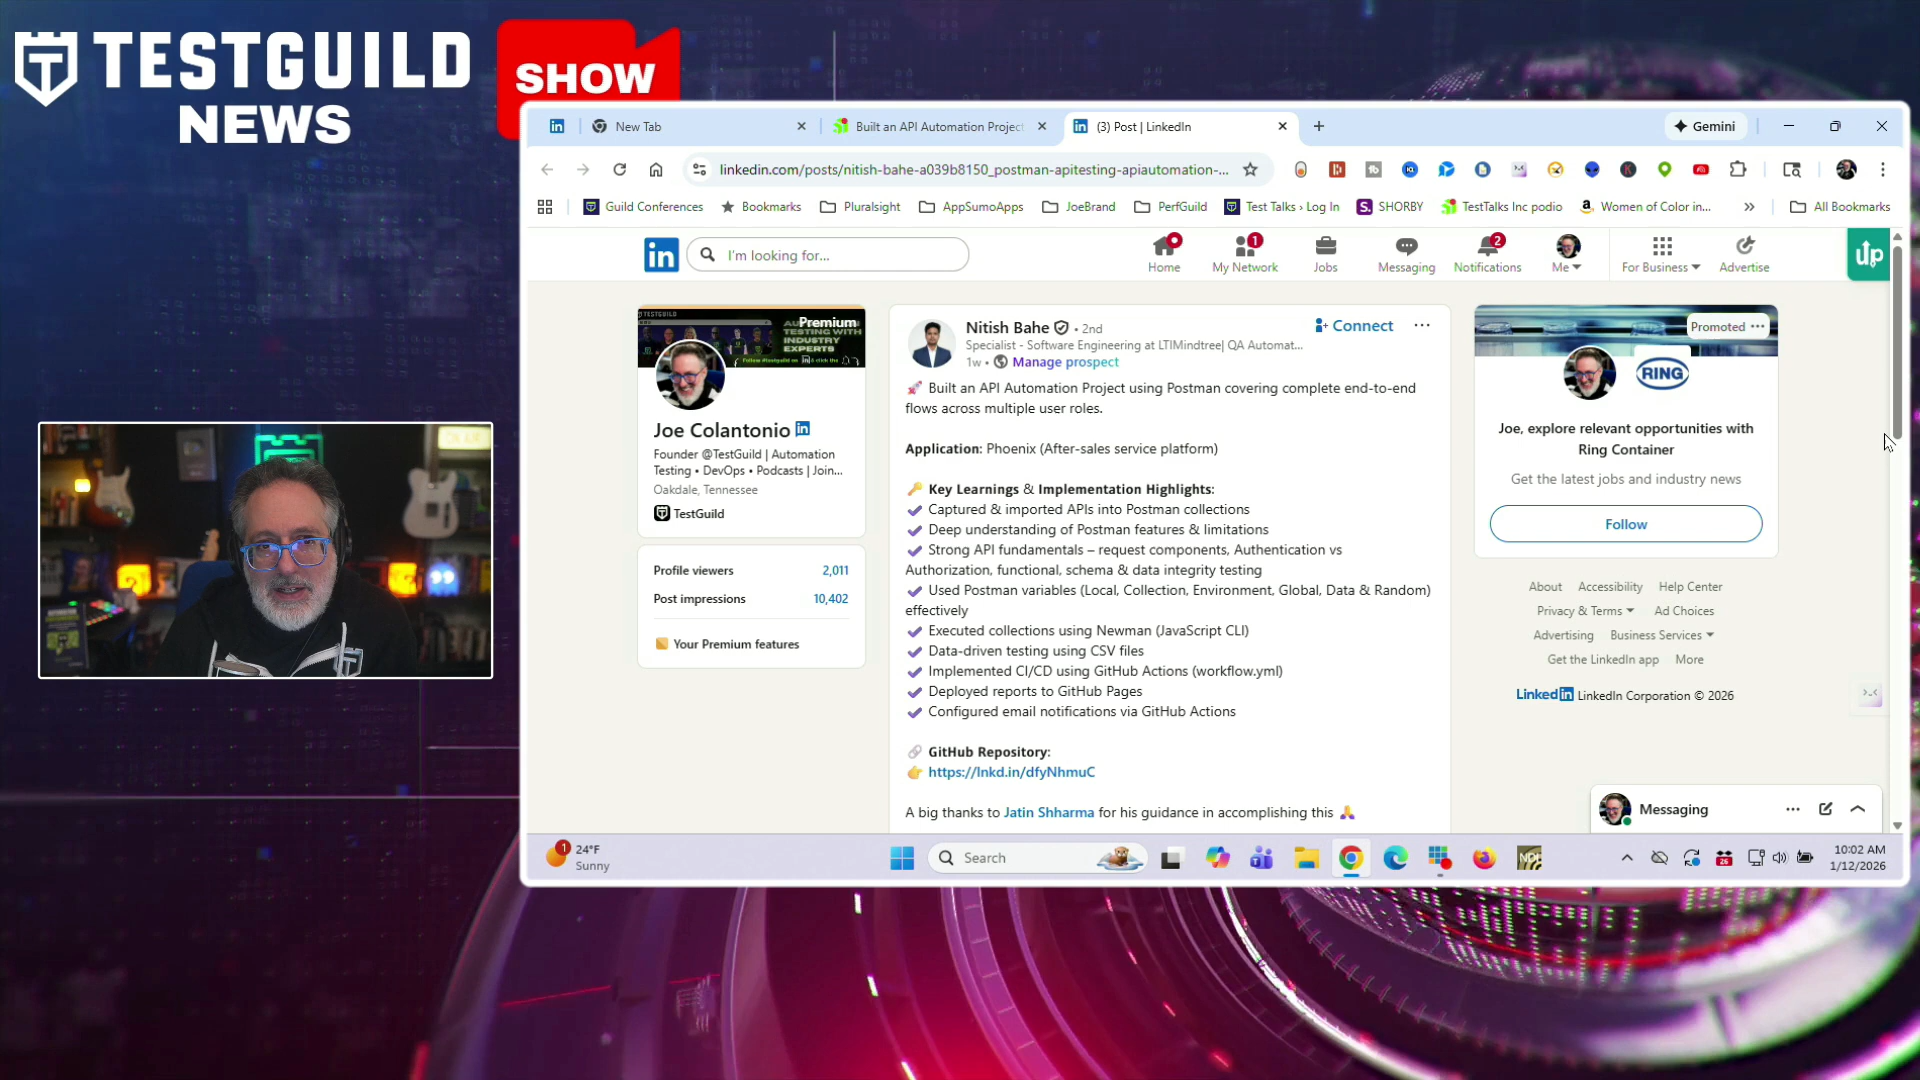 TESTGUILD
NEWS
SHOW
New Tab
Built an API Automation Project
(3) Post | LinkedIn
Gemini
linkedin.com/posts/nitish-bahe-a039b8150_postman-apitesting-apiautomation-...
Guild Conferences
Bookmarks
Pluralsight
AppSumoApps
JoeBrand
PerfGuild
Test Talks › Log In
SHORBY
TestTalks Inc podio
Women of Color in...
All Bookmarks
I'm looking for...
Home
1
My Network
Jobs
Messaging
2
Notifications
Me
For Business
Advertise
up
Premium
Joe Colantonio
Founder @TestGuild | Automation
Testing • DevOps • Podcasts | Join...
Oakdale, Tennessee
TestGuild
Profile viewers 2,011
Post impressions 10,402
Your Premium features
Nitish Bahe • 2nd
Specialist - Software Engineering at LTIMindtree| QA Automat...
1w • Manage prospect
Connect
🚀 Built an API Automation Project using Postman covering complete end-to-end
flows across multiple user roles.
Application: Phoenix (After-sales service platform)
🔑 Key Learnings & Implementation Highlights:
✔ Captured & imported APIs into Postman collections
✔ Deep understanding of Postman features & limitations
✔ Strong API fundamentals – request components, Authentication vs
Authorization, functional, schema & data integrity testing
✔ Used Postman variables (Local, Collection, Environment, Global, Data & Random)
effectively
✔ Executed collections using Newman (JavaScript CLI)
✔ Data-driven testing using CSV files
✔ Implemented CI/CD using GitHub Actions (workflow.yml)
✔ Deployed reports to GitHub Pages
✔ Configured email notifications via GitHub Actions
🔗 GitHub Repository:
👉 https://lnkd.in/dfyNhmuC
A big thanks to Jatin Shharma for his guidance in accomplishing this 🙏
Promoted
RING
Joe, explore relevant opportunities with
Ring Container
Get the latest jobs and industry news
Follow
About Accessibility Help Center
Privacy & Terms Ad Choices
Advertising Business Services
Get the LinkedIn app More
LinkedIn LinkedIn Corporation © 2026
Messaging
1
24°F
Sunny
Search
10:02 AM
1/12/2026